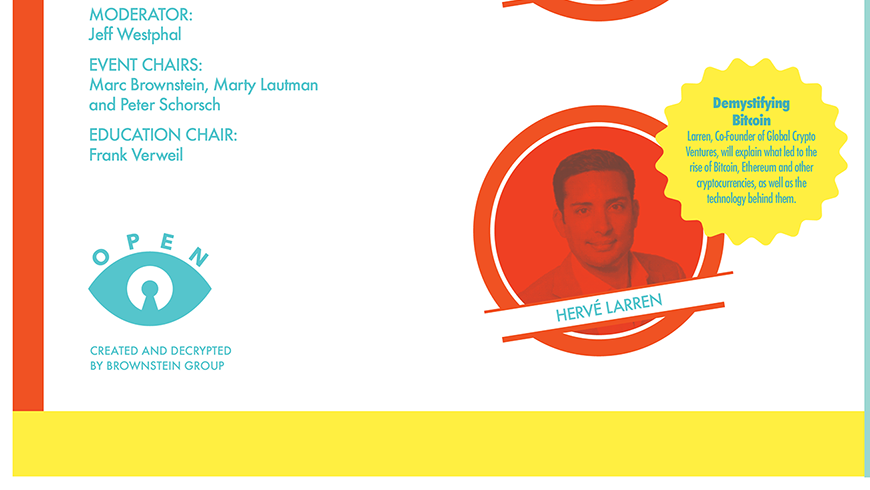 MODERATOR:
Jeff Westphal
EVENT CHAIRS:
Marc Brownstein, Marty Lautman
and Peter Schorsch
EDUCATION CHAIR:
Frank Verweil
OPEN
CREATED AND DECRYPTED
BY BROWNSTEIN GROUP
Demystifying
Bitcoin
Larren, Co-Founder of Global Crypto
Ventures, will explain what led to the
rise of Bitcoin, Ethereum and other
cryptocurrencies, as well as the
technology behind them.
HERVÉ LARREN